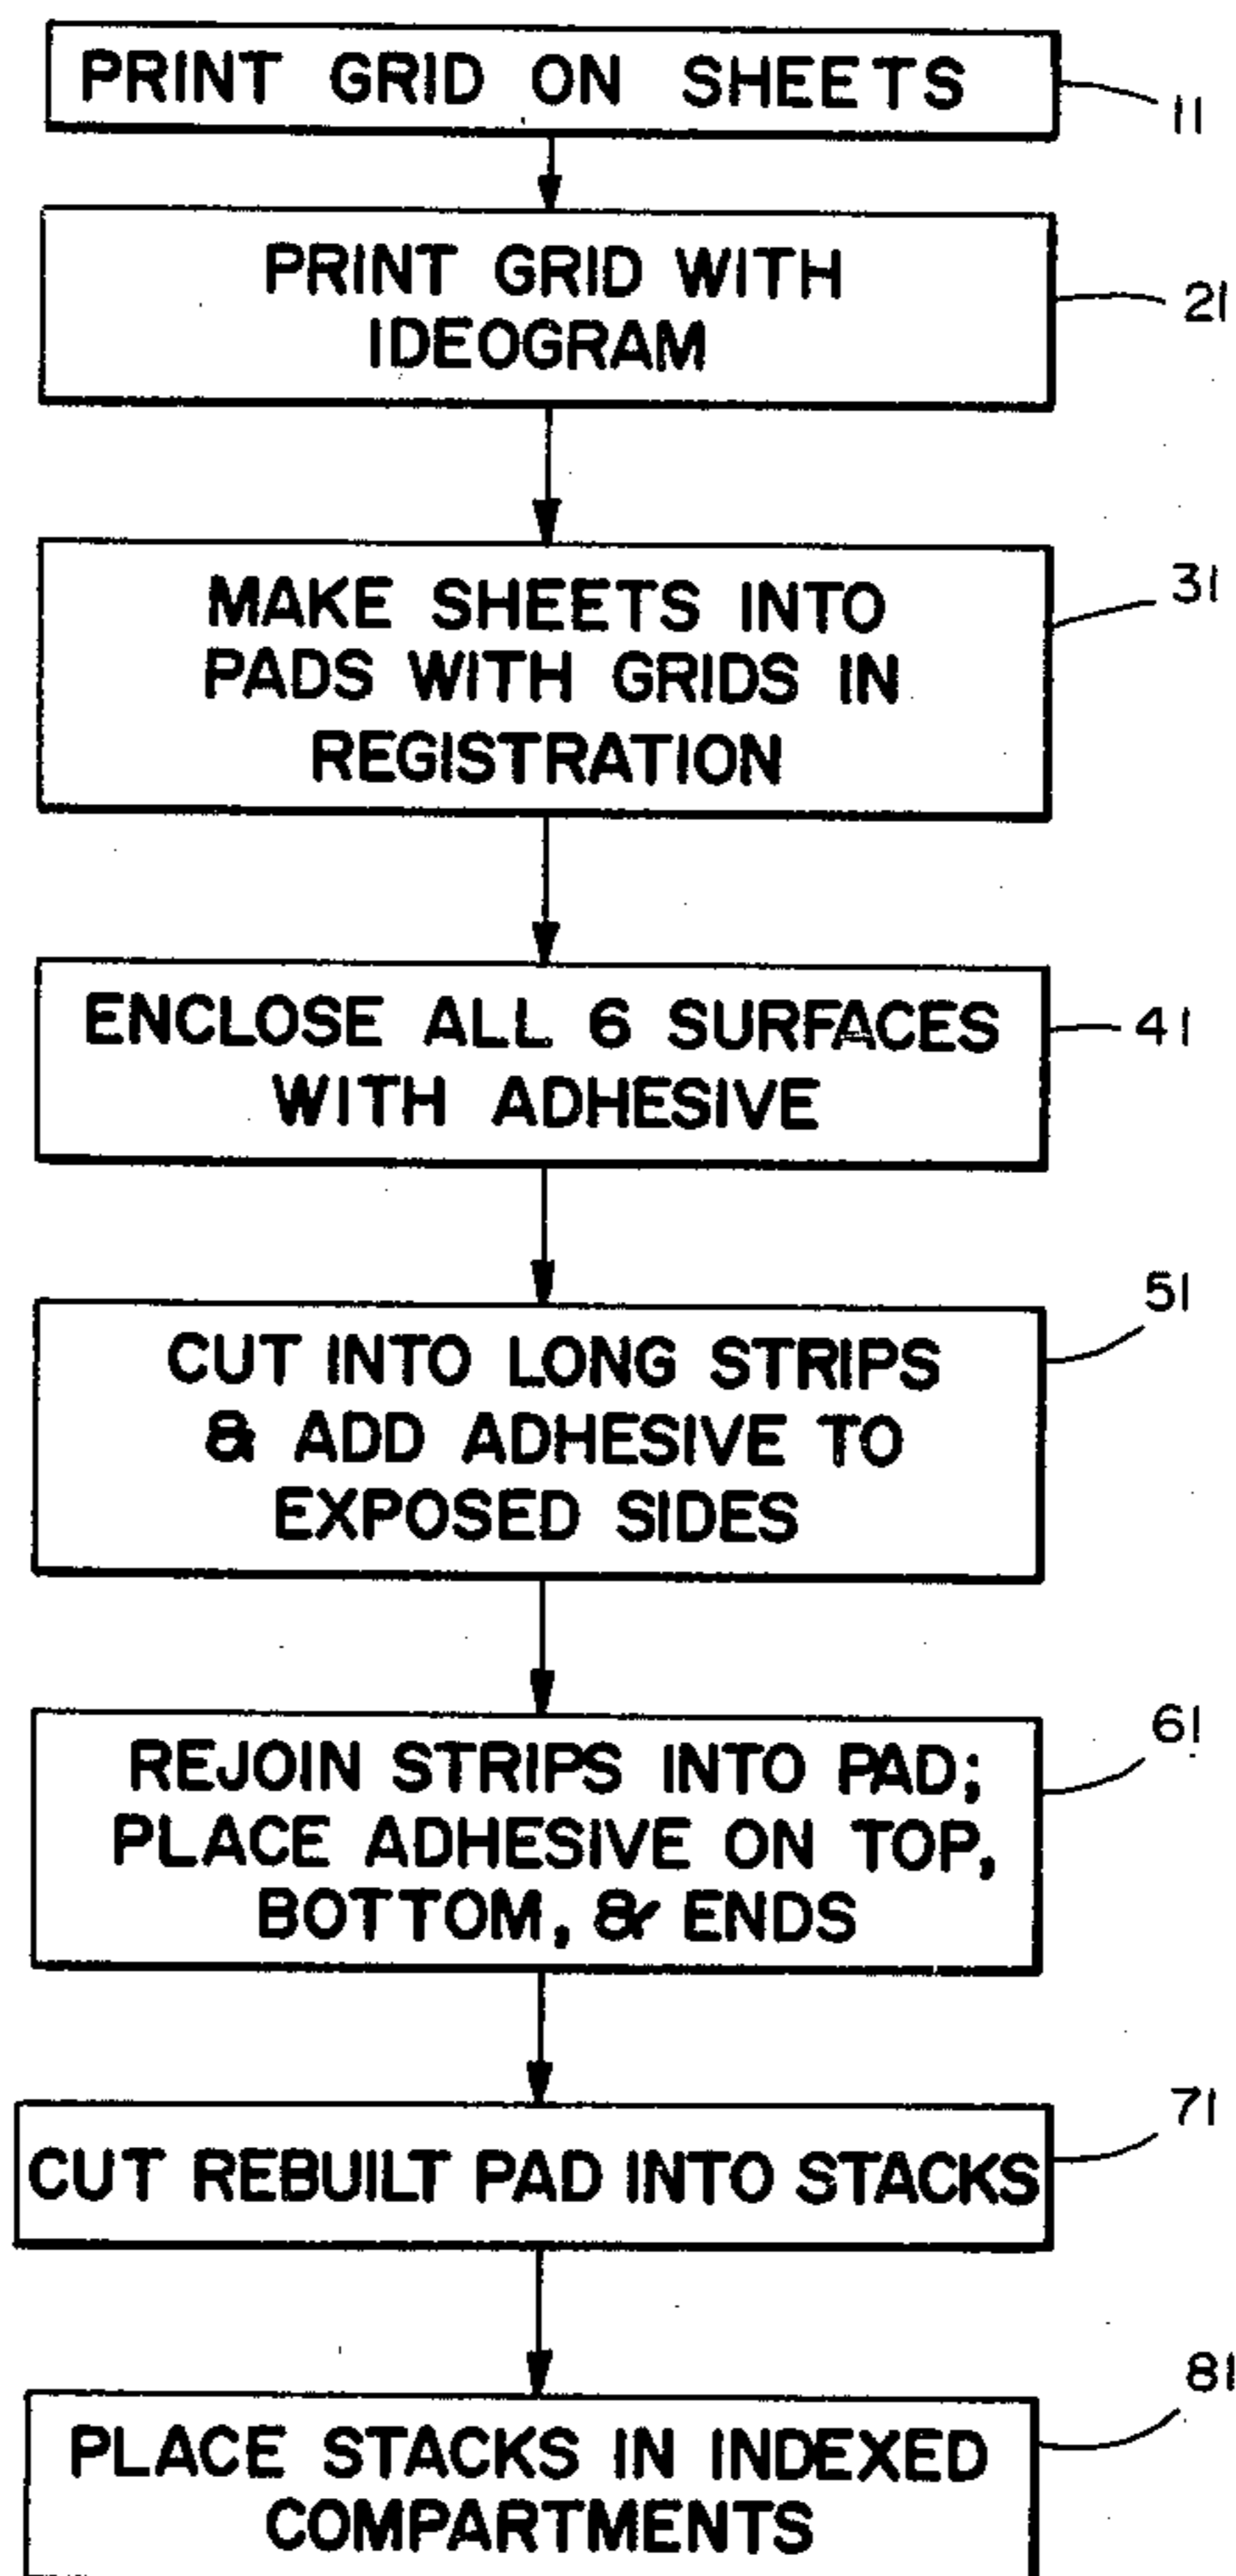 PRINT GRID ON SHEETS
11
PRINT GRID WITH
IDEOGRAM
21
MAKE SHEETS INTO
PADS WITH GRIDS IN
REGISTRATION
31
ENCLOSE ALL 6 SURFACES
WITH ADHESIVE
41
CUT INTO LONG STRIPS
& ADD ADHESIVE TO
EXPOSED SIDES
51
REJOIN STRIPS INTO PAD;
PLACE ADHESIVE ON TOP,
BOTTOM, & ENDS
61
CUT REBUILT PAD INTO STACKS
71
PLACE STACKS IN INDEXED
COMPARTMENTS
81